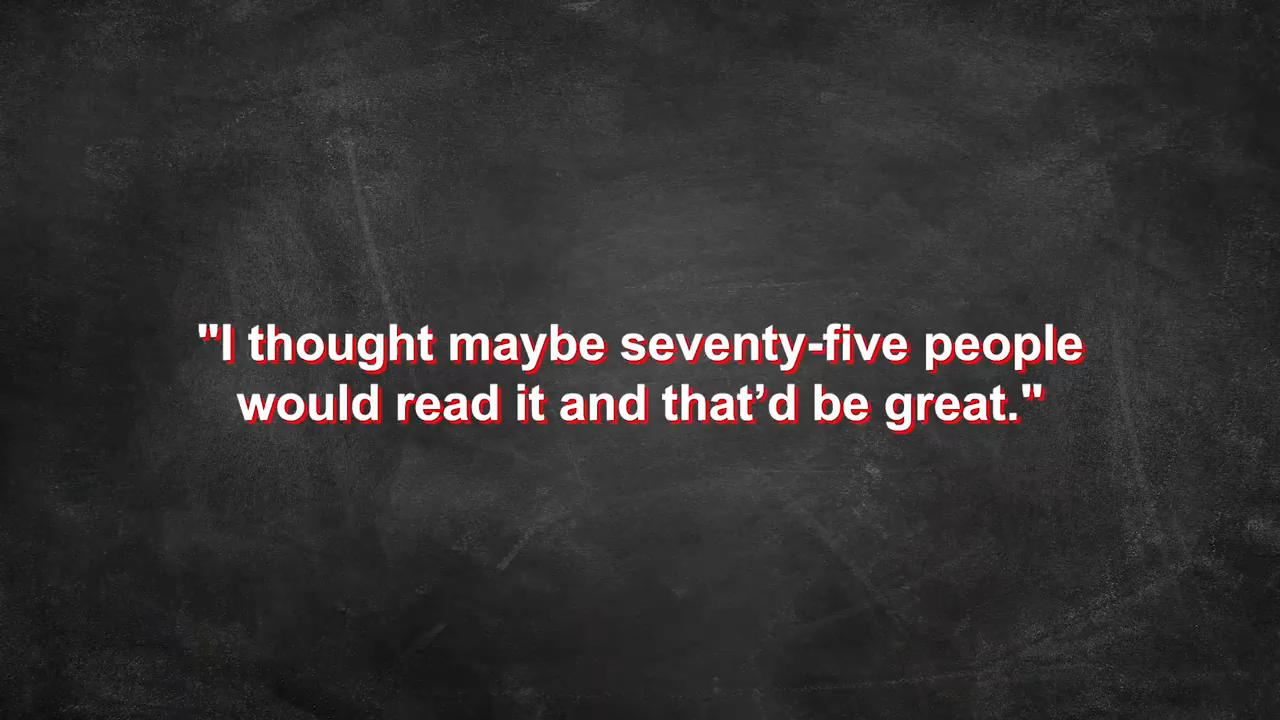 "I thought maybe seventy-five people
would read it and that’d be great."